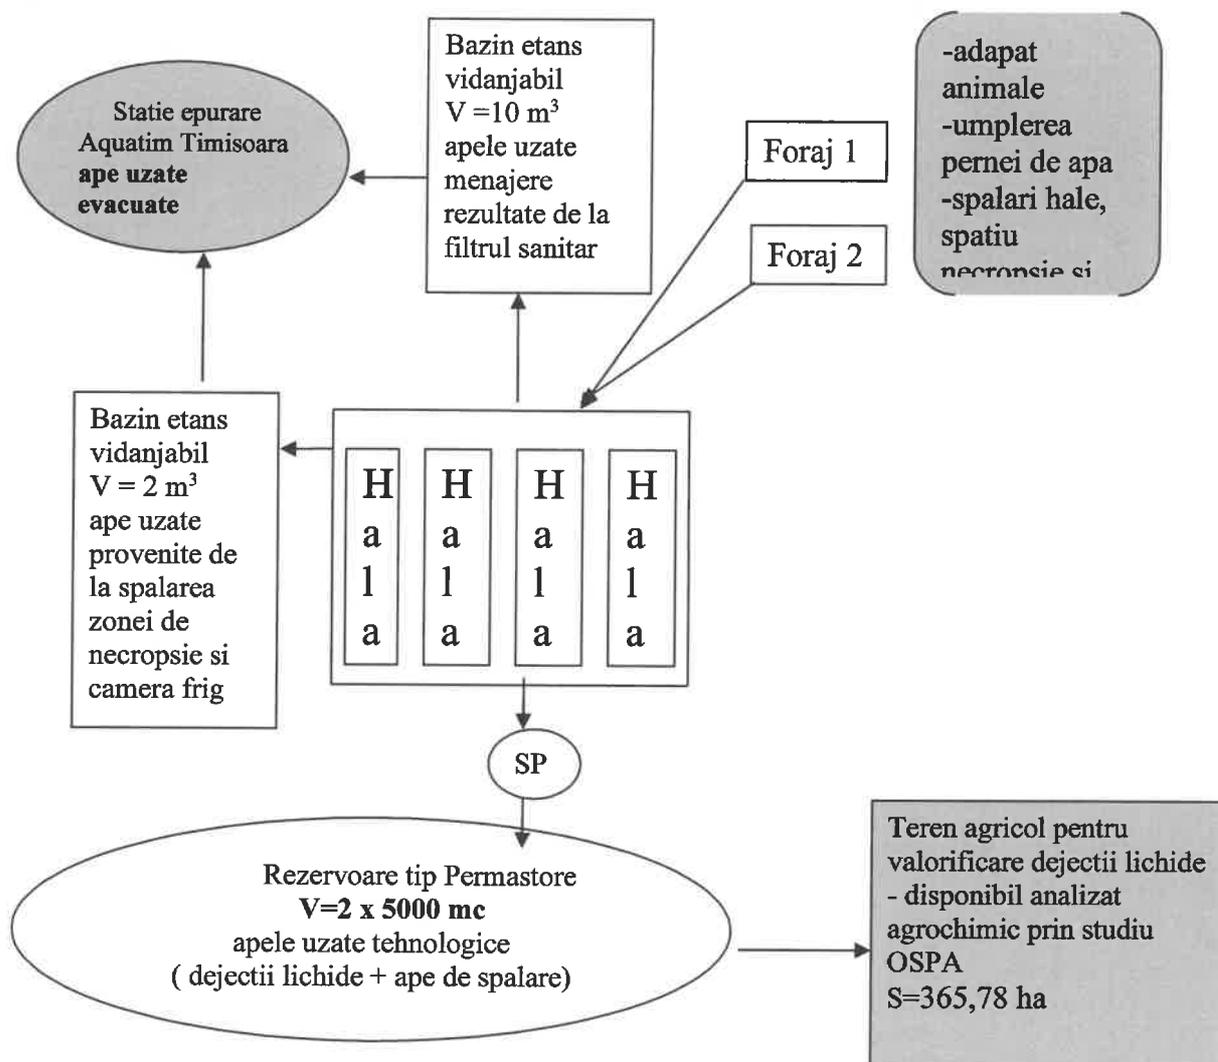 Statie epurare
Aquatim Timisoara
ape uzate
evacuate
Bazin etans
vidanjabil
V =10 m³
apele uzate
menajere
rezultate de la
filtrul sanitar
Foraj 1
Foraj 2
-adapat
animale
-umplerea
pernei de apa
-spalari hale,
spatiu
necropsie si
Bazin etans
vidanjabil
V = 2 m³
ape uzate
provenite de
la spalarea
zonei de
necropsie si
camera frig
H
a
l
a
H
a
l
a
H
a
l
a
H
a
l
a
SP
Rezervoare tip Permastore
V=2 x 5000 mc
apele uzate tehnologice
( dejectii lichide + ape de spalare)
Teren agricol pentru
valorificare dejectii lichide
- disponibil analizat
agrochimic prin studiu
OSPA
S=365,78 ha